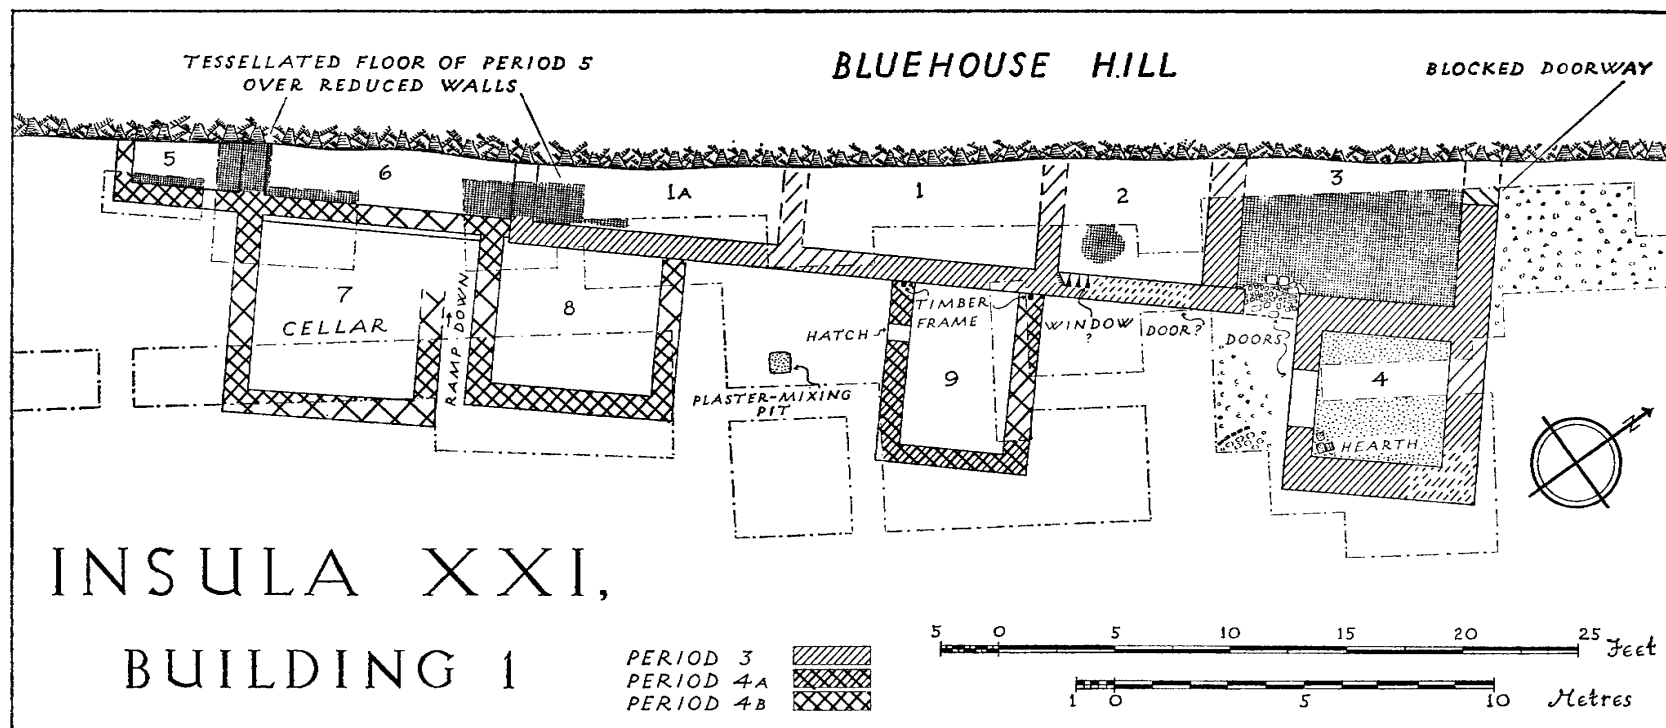 TESSELLATED FLOOR OF PERIOD 5
OVER REDUCED WALLS
BLUEHOUSE HILL
BLOCKED DOORWAY
5
6
1A
1
2
3
7
CELLAR
RAMP DOWN
8
HATCH
TIMBER
FRAME
9
WINDOW
?
DOOR?
DOORS
4
HEARTH
PLASTER-MIXING
PIT
N
INSULA XXI,
BUILDING 1
PERIOD 3
PERIOD 4A
PERIOD 4B
5 0 5 10 15 20 25 Feet
1 0 5 10 Metres